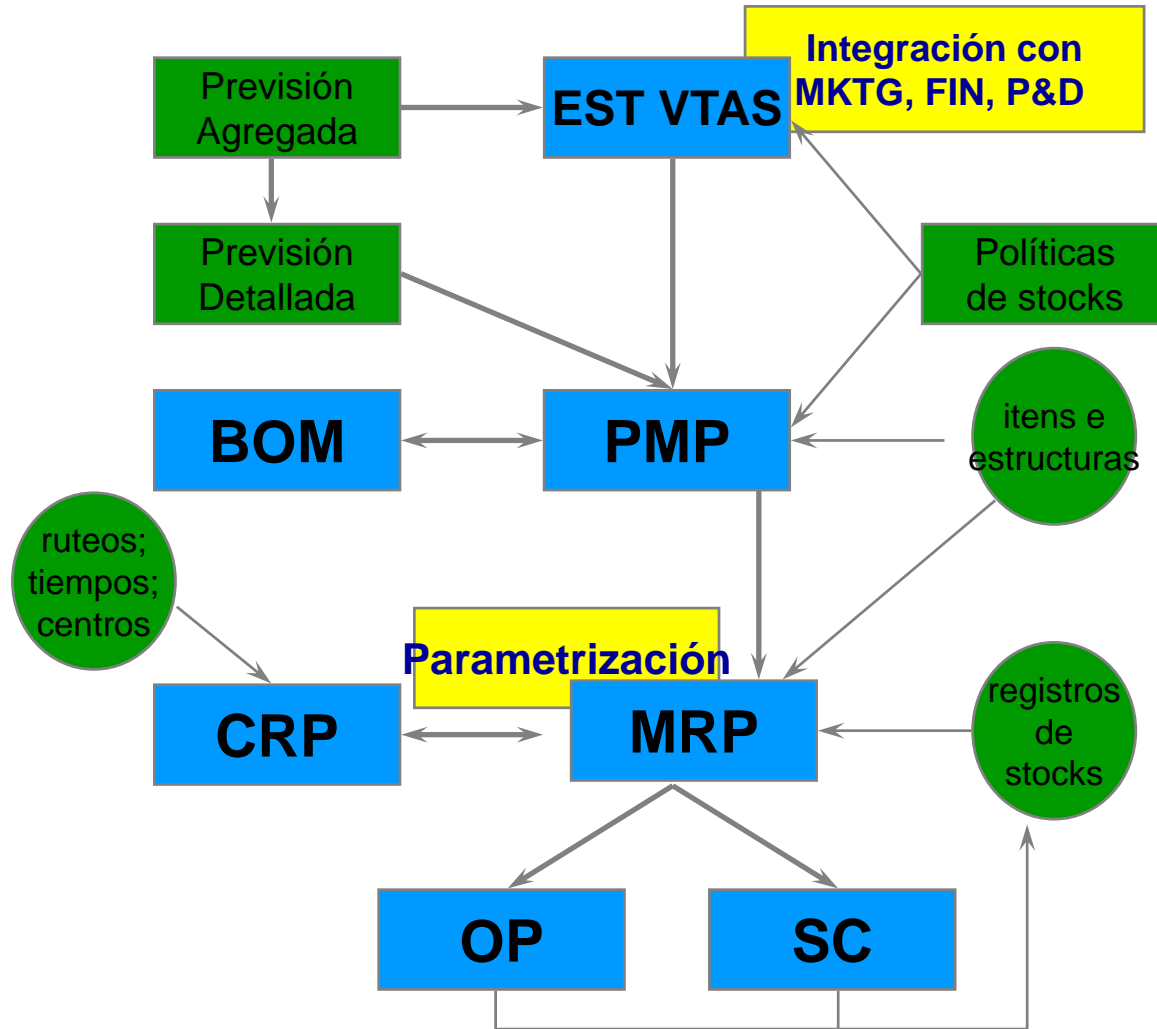 Integración con
MKTG, FIN, P&D
Previsión
Agregada
EST VTAS
Previsión
Detallada
Políticas
de stocks
BOM
PMP
itens e
estructuras
ruteos;
tiempos;
centros
Parametrización
CRP
MRP
registros
de
stocks
OP
SC